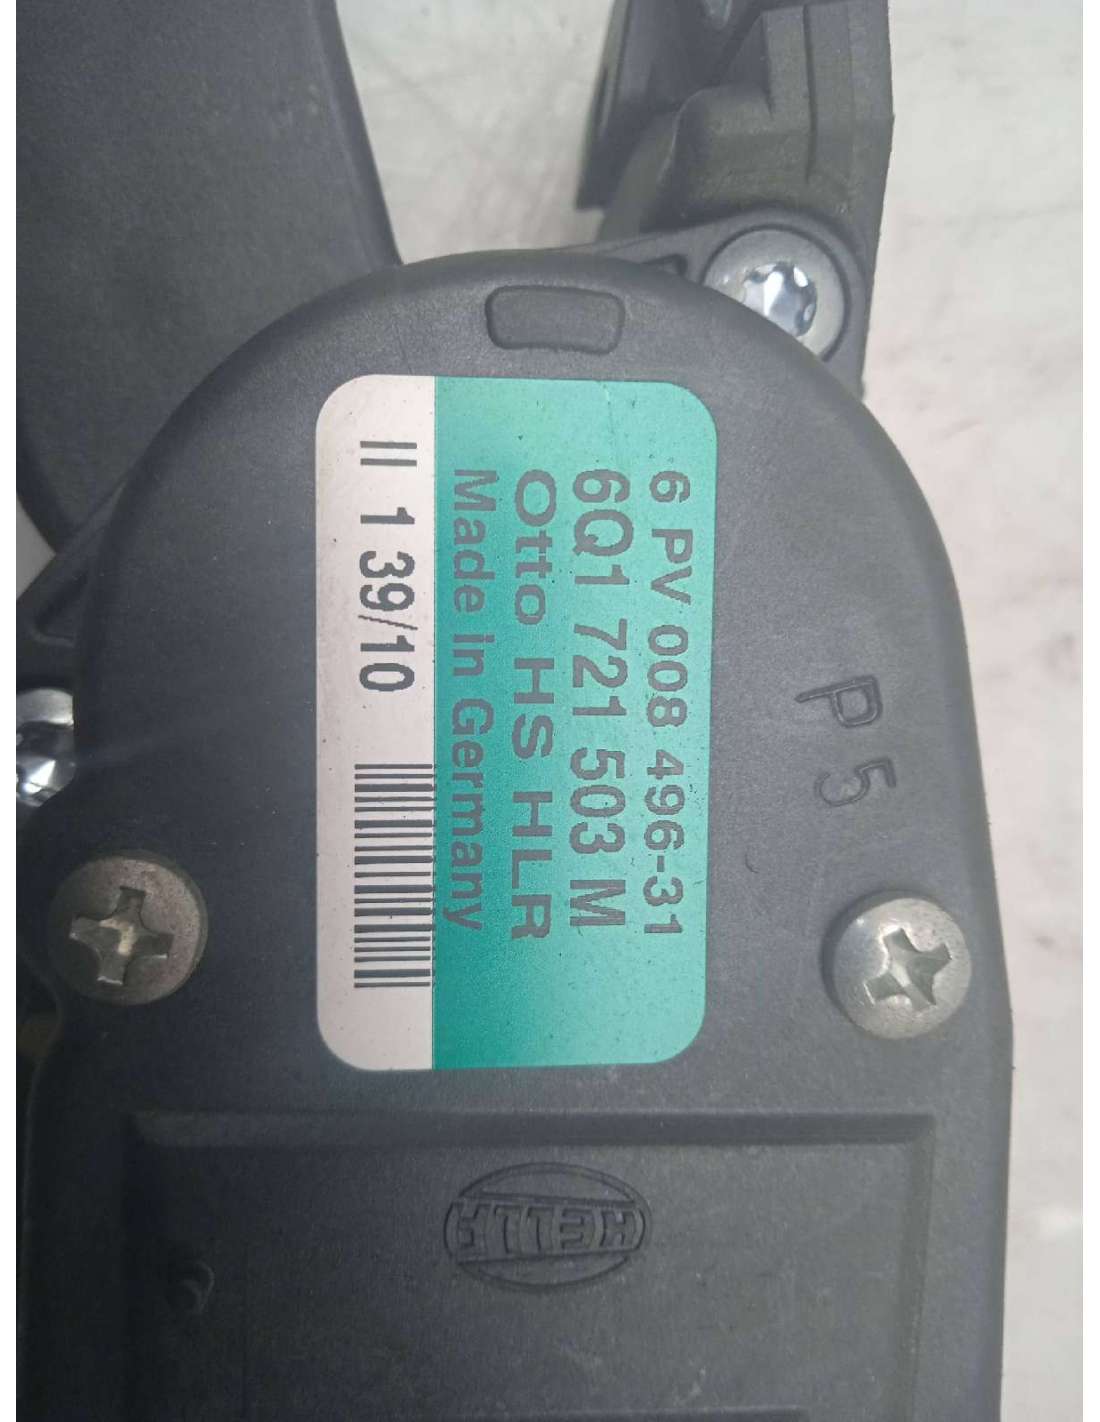 6 PV 008 496-31
6Q1 721 503 M
Otto HS HLR
Made in Germany
II 1 39/10
P5
HELLA